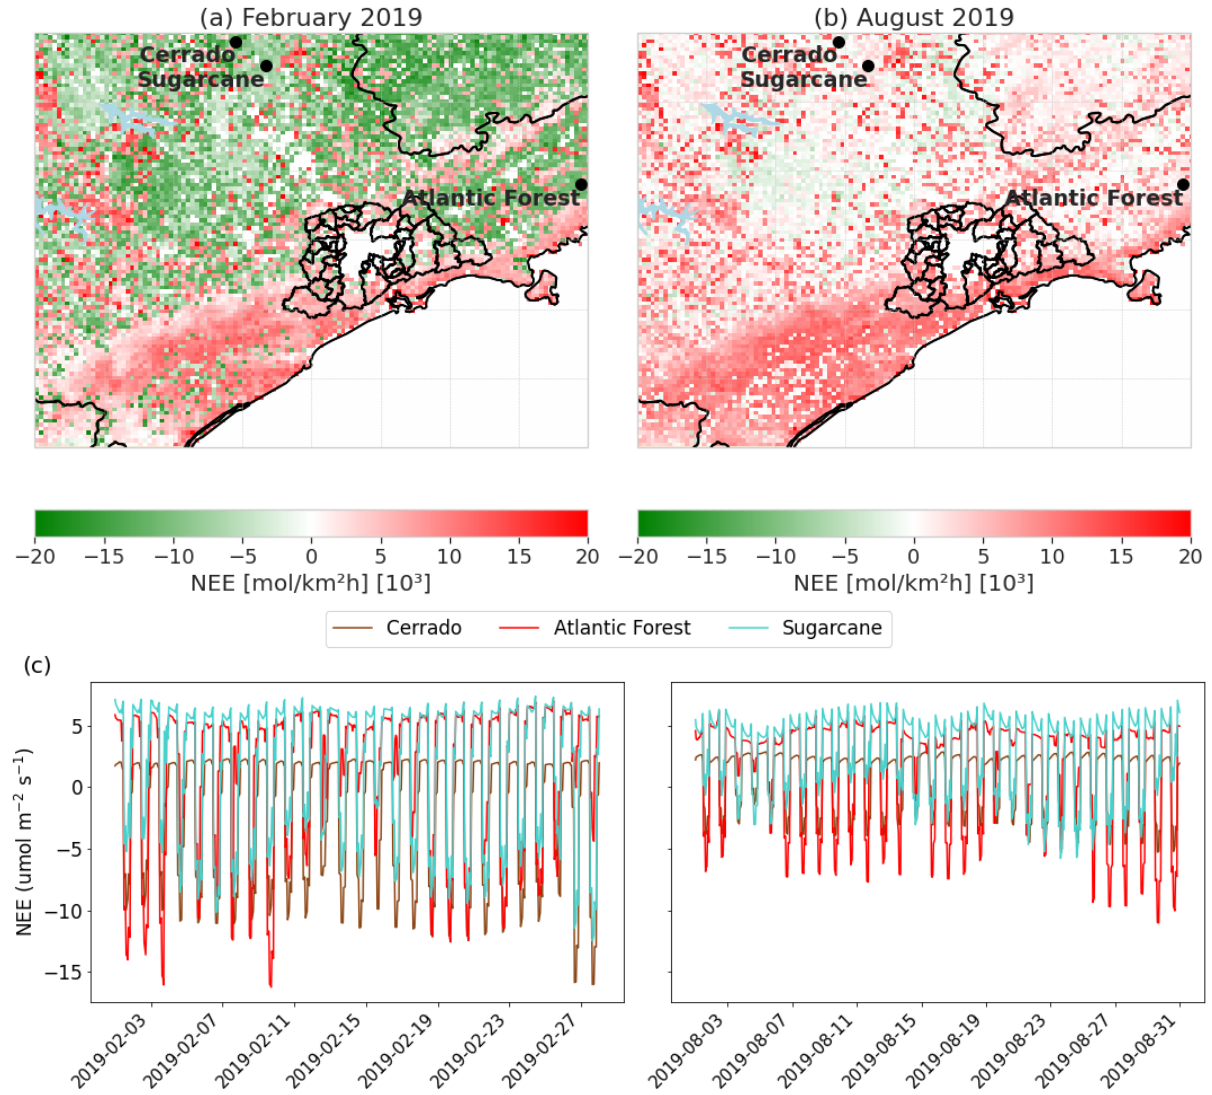 (a) February 2019
(b) August 2019
Cerrado
Sugarcane
Atlantic Forest
Cerrado
Sugarcane
Atlantic Forest
−20 −15 −10 −5 0 5 10 15 20
NEE [mol/km²h] [10³]
−20 −15 −10 −5 0 5 10 15 20
NEE [mol/km²h] [10³]
Cerrado Atlantic Forest Sugarcane
(c)
NEE (umol m⁻² s⁻¹)
5
0
−5
−10
−15
2019-02-03 2019-02-07 2019-02-11 2019-02-15 2019-02-19 2019-02-23 2019-02-27
2019-08-03 2019-08-07 2019-08-11 2019-08-15 2019-08-19 2019-08-23 2019-08-27 2019-08-31